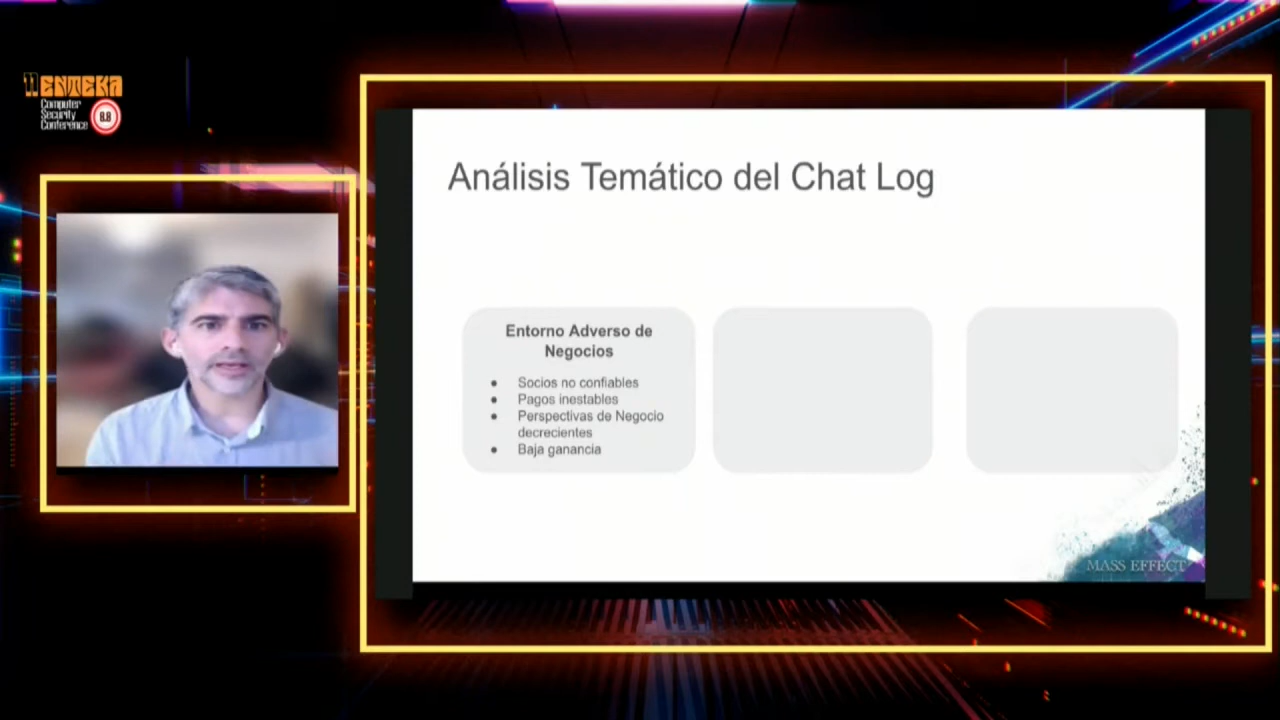 11ENTEKA
Computer
Security
Conference
8.8
Análisis Temático del Chat Log
Entorno Adverso de
Negocios
● Socios no confiables
● Pagos inestables
● Perspectivas de Negocio
decrecientes
● Baja ganancia
MASS EFFECT